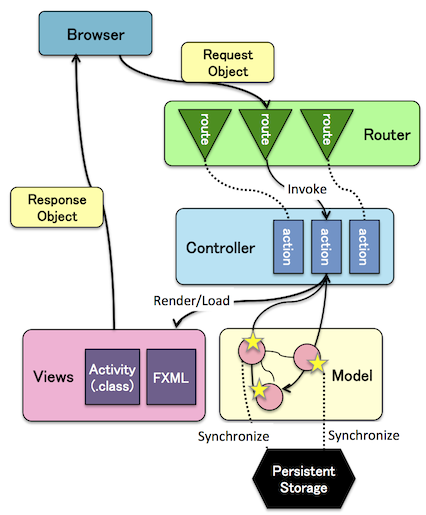 Browser
Request
Object
route
route
route
Router
Invoke
Response
Object
Controller
action
action
action
Render/Load
Views
Activity
(.class)
FXML
Model
Synchronize
Synchronize
Persistent
Storage